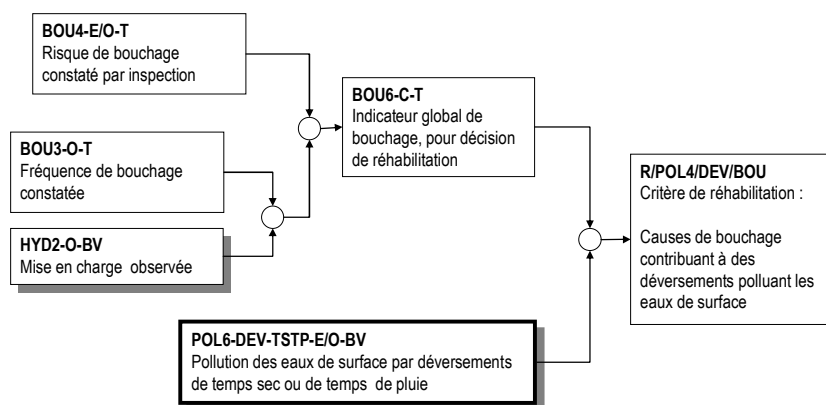 BOU4-E/O-T
Risque de bouchage
constaté par inspection
BOU3-O-T
Fréquence de bouchage
constatée
HYD2-O-BV
Mise en charge observée
BOU6-C-T
Indicateur global de
bouchage, pour décision
de réhabilitation
POL6-DEV-TSTP-E/O-BV
Pollution des eaux de surface par déversements
de temps sec ou de temps de pluie
R/POL4/DEV/BOU
Critère de réhabilitation :
Causes de bouchage
contribuant à des
déversements polluant les
eaux de surface